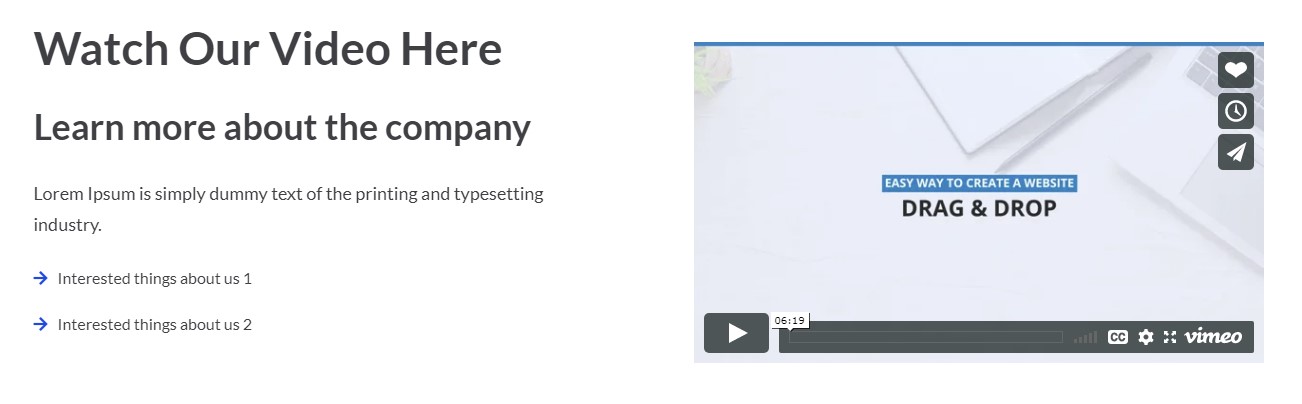 Watch Our Video Here
Learn more about the company
Lorem Ipsum is simply dummy text of the printing and typesetting
industry.
Interested things about us 1
Interested things about us 2
EASY WAY TO CREATE A WEBSITE
DRAG & DROP
06:19
CC
vimeo